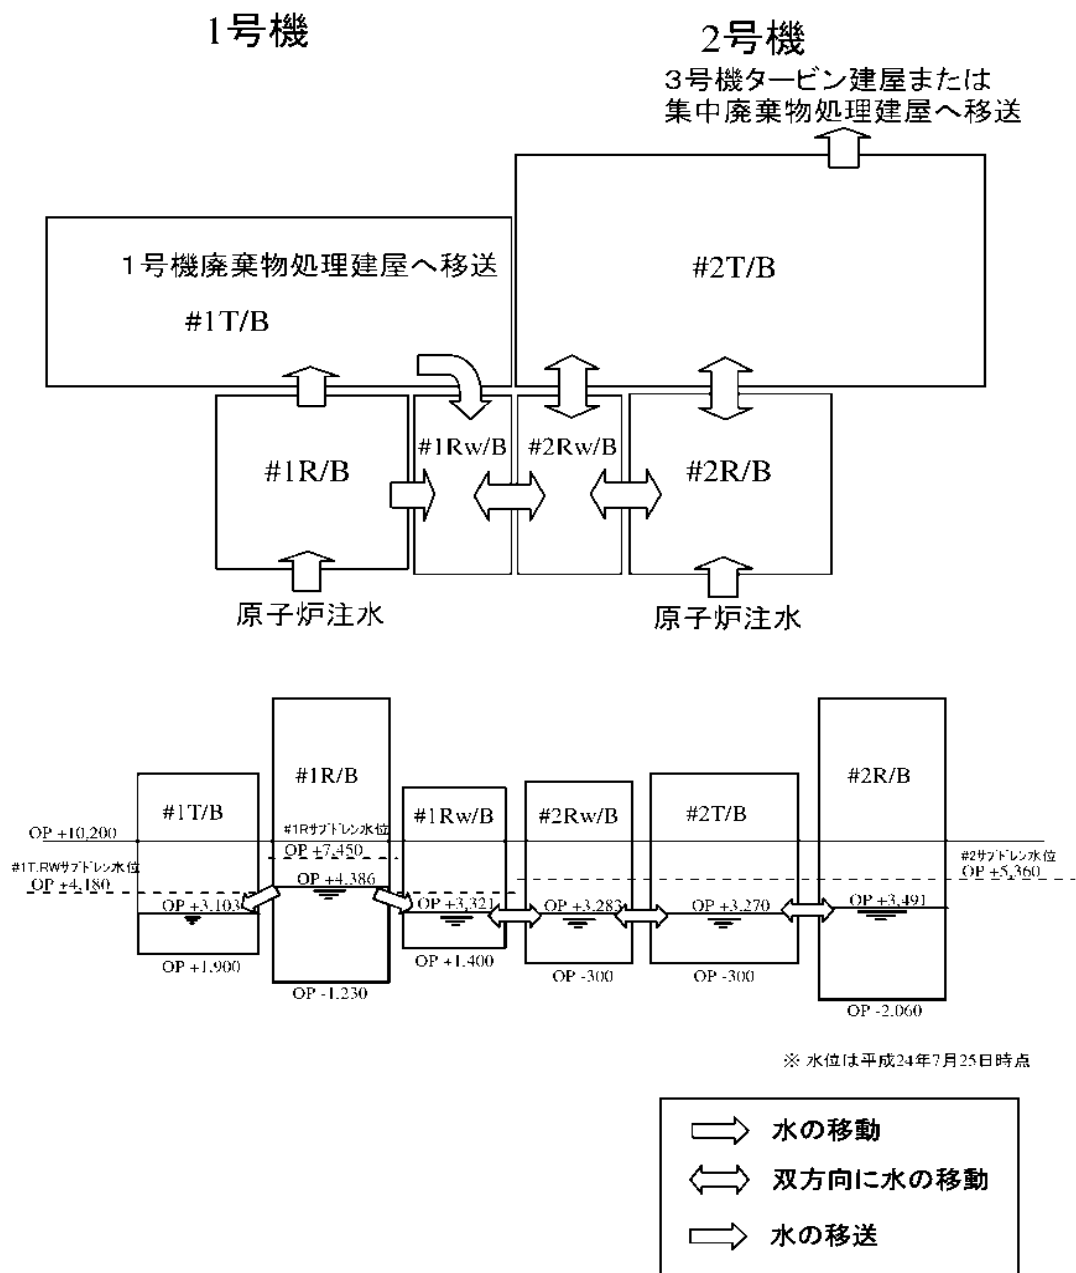 1号機
2号機
3号機タービン建屋または
集中廃棄物処理建屋へ移送
1号機廃棄物処理建屋へ移送
#1T/B
#2T/B
#1R/B
#1Rw/B
#2Rw/B
#2R/B
原子炉注水
原子炉注水
#1T/B
#1R/B
#1Rw/B
#2Rw/B
#2T/B
#2R/B
OP +10,200
#1Rサブドレン水位
OP +7,450
#1T.RWサブドレン水位
OP +4,180
#2サブドレン水位
OP +5,360
OP +3.103
OP +4.386
OP +3,321
OP +3.283
OP +3.270
OP +3,491
OP +1.900
OP -1.230
OP +1.400
OP -300
OP -300
OP -2.060
※ 水位は平成24年7月25日時点
水の移動
双方向に水の移動
水の移送